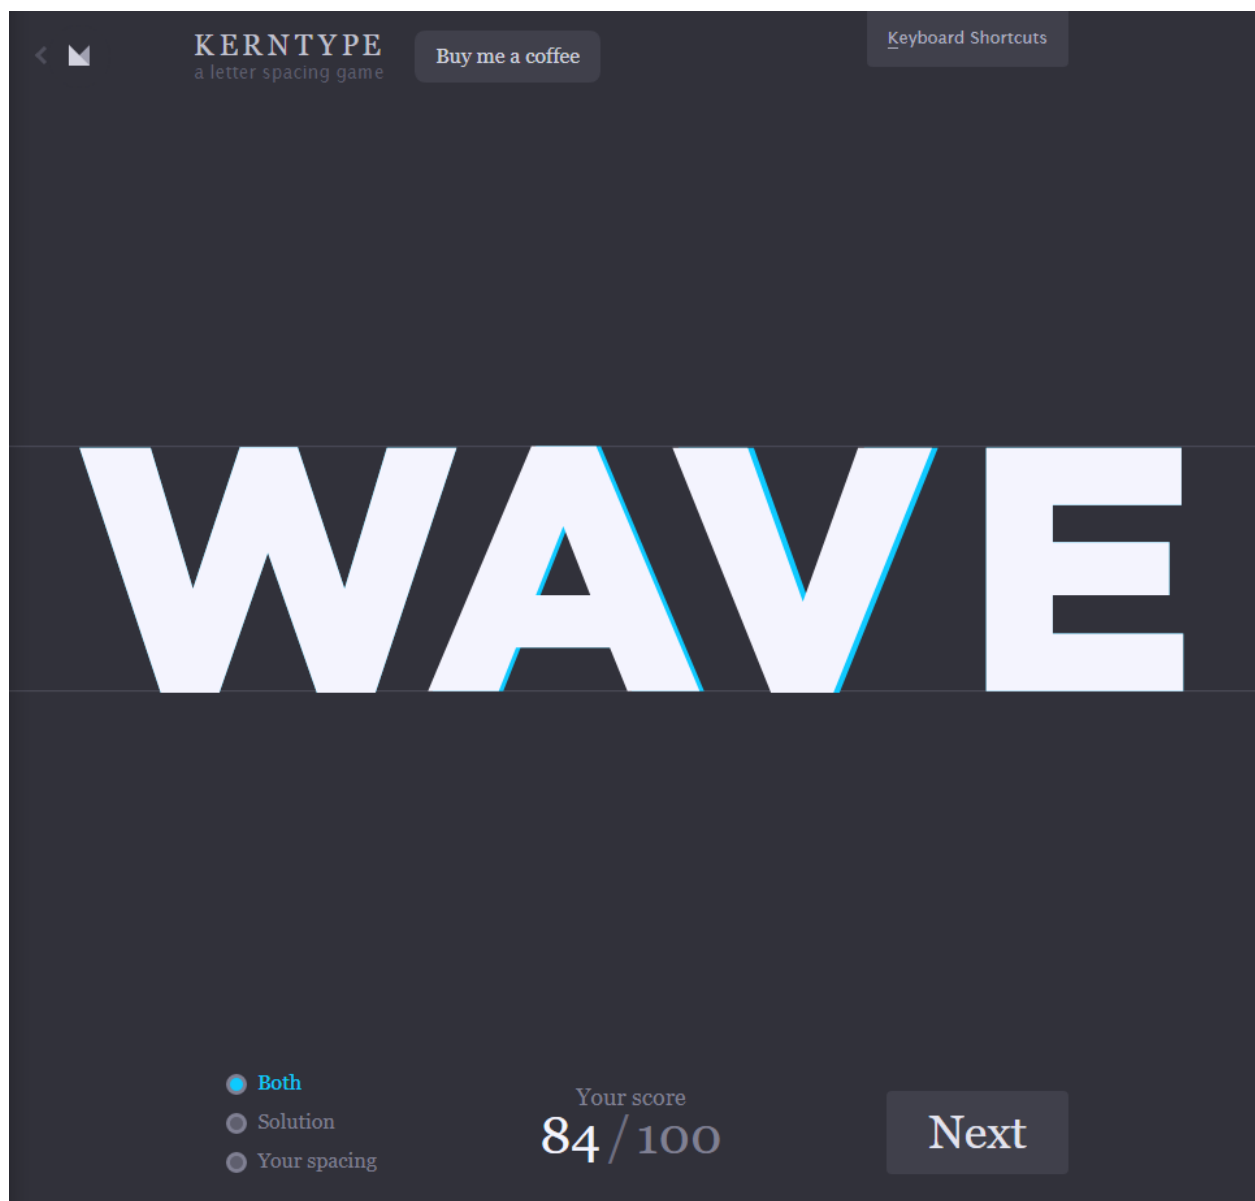 KERNTYPE
a letter spacing game
Buy me a coffee
Keyboard Shortcuts
WAVE
Both
Solution
Your spacing
Your score
84/100
Next